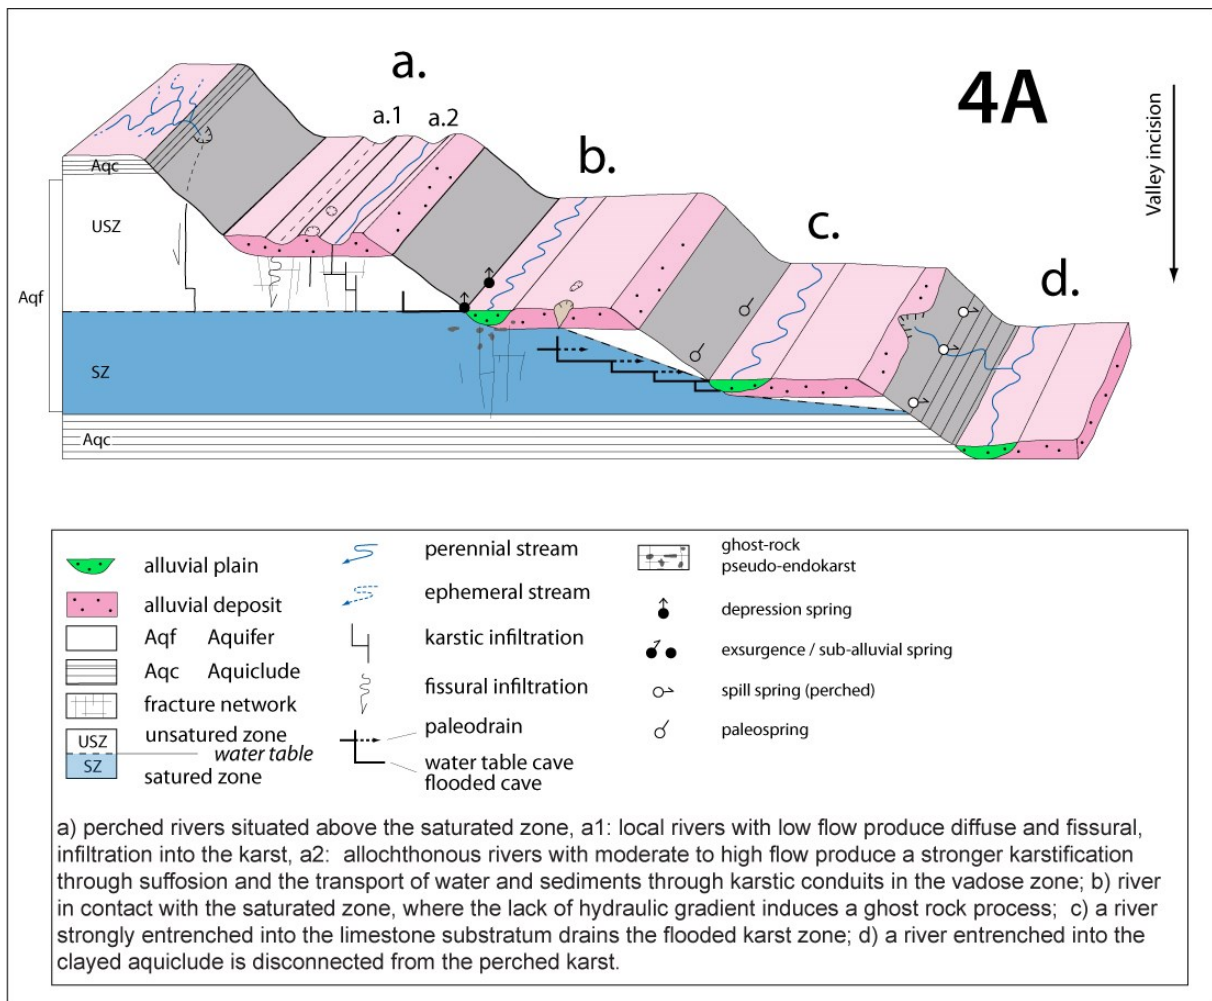 4A
a.
a.1
a.2
b.
c.
d.
Valley incision
Aqc
USZ
Aqf
SZ
Aqc
alluvial plain
alluvial deposit
Aqf Aquifer
Aqc Aquiclude
fracture network
USZ
unsatured zone
water table
SZ
satured zone
perennial stream
ephemeral stream
karstic infiltration
fissural infiltration
paleodrain
water table cave
flooded cave
ghost-rock
pseudo-endokarst
depression spring
exsurgence / sub-alluvial spring
spill spring (perched)
paleospring
a) perched rivers situated above the saturated zone, a1: local rivers with low flow produce diffuse and fissural,
infiltration into the karst, a2: allochthonous rivers with moderate to high flow produce a stronger karstification
through suffosion and the transport of water and sediments through karstic conduits in the vadose zone; b) river
in contact with the saturated zone, where the lack of hydraulic gradient induces a ghost rock process; c) a river
strongly entrenched into the limestone substratum drains the flooded karst zone; d) a river entrenched into the
clayed aquiclude is disconnected from the perched karst.